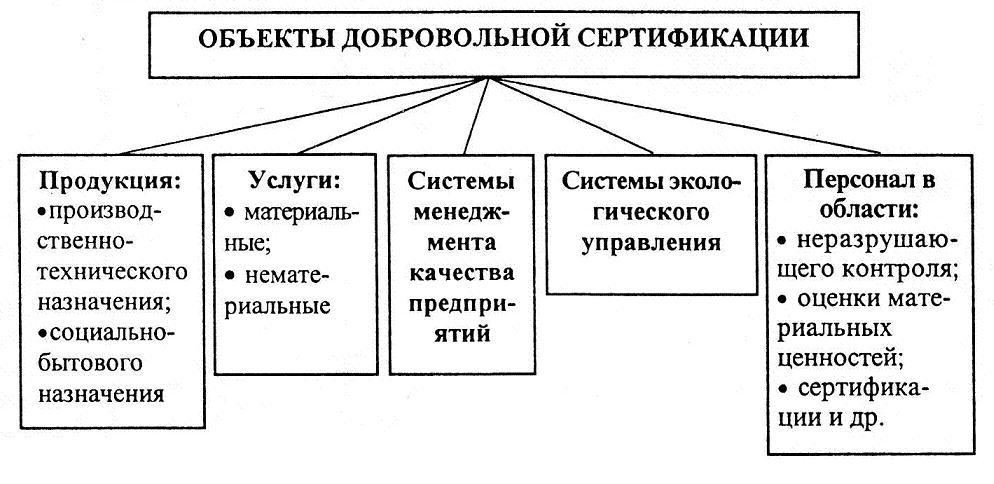 ОБЪЕКТЫ ДОБРОВОЛЬНОЙ СЕРТИФИКАЦИИ
Продукция:
•производ-
ственно-
технического
назначения;
•социально-
бытового
назначения
Услуги:
• материаль-
ные;
• немате-
риальные
Системы
менедж-
мента
качества
предпри-
ятий
Системы эколо-
гического
управления
Персонал в
области:
• неразрушаю-
щего контроля;
• оценки мате-
риальных
ценностей;
• сертифика-
ции и др.